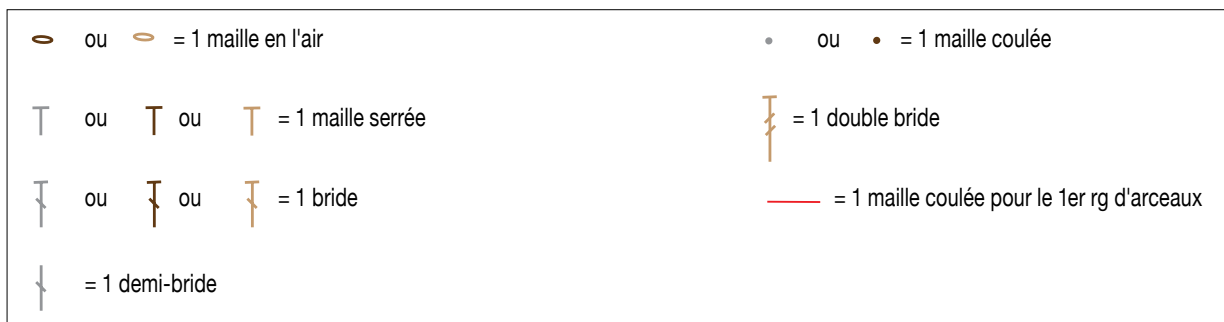 ou = 1 maille en l'air
ou = 1 maille coulée
ou ou = 1 maille serrée
= 1 double bride
ou ou = 1 bride
= 1 maille coulée pour le 1er rg d'arceaux
= 1 demi-bride